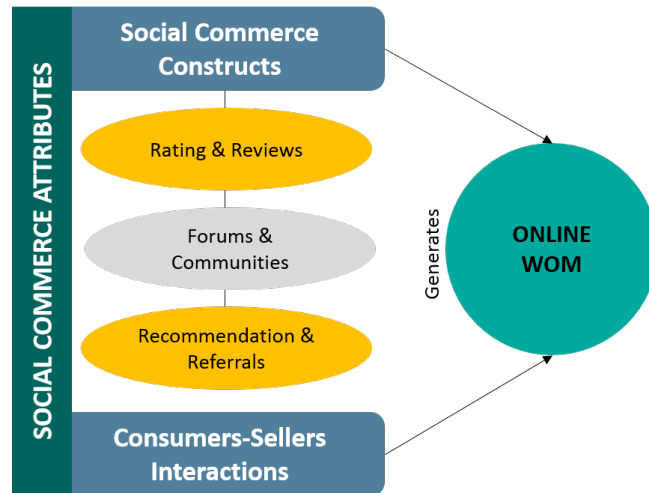 SOCIAL COMMERCE ATTRIBUTES
Social Commerce
Constructs
Rating & Reviews
Forums &
Communities
Recommendation &
Referrals
Consumers-Sellers
Interactions
Generates
ONLINE
WOM